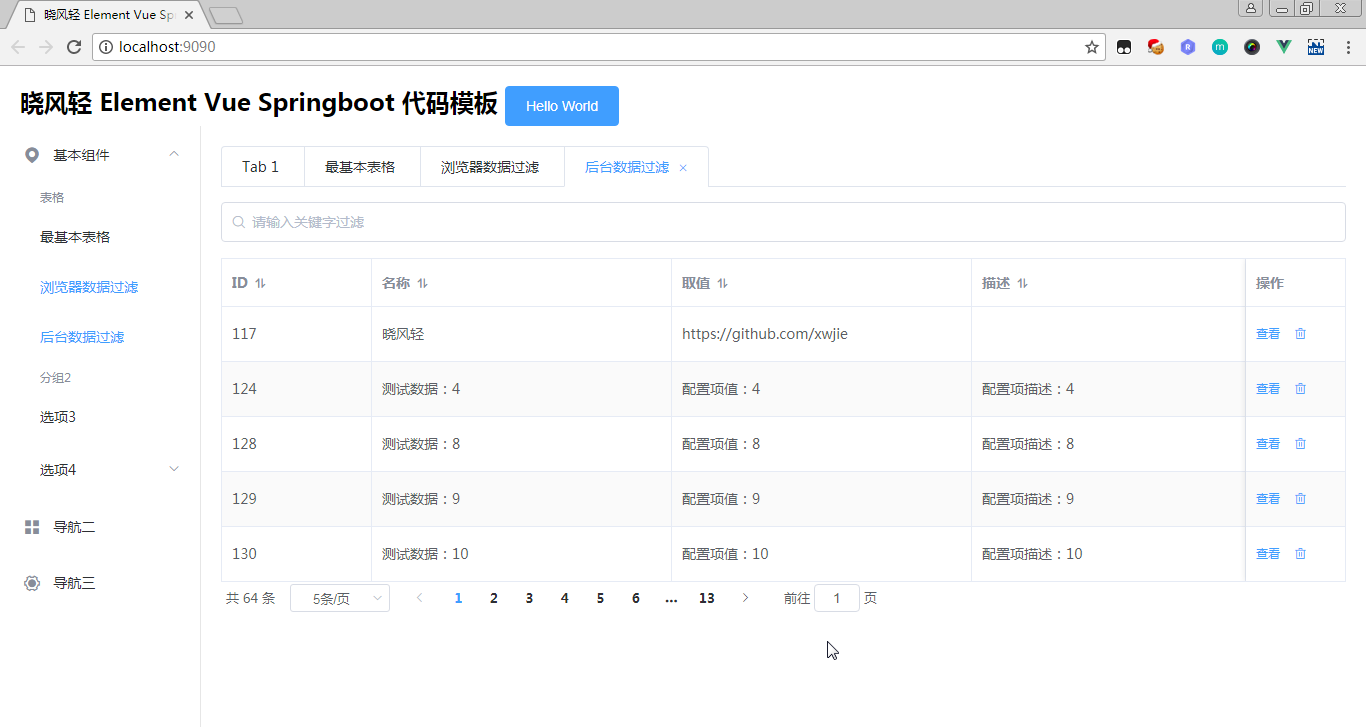 晓风轻 Element Vue Sp
localhost:9090
NEW
晓风轻 Element Vue Springboot 代码模板 Hello World
基本组件
表格
最基本表格
浏览器数据过滤
后台数据过滤
分组2
选项3
选项4
导航二
导航三
Tab 1 最基本表格 浏览器数据过滤 后台数据过滤
请输入关键字过滤
ID 名称 取值 描述 操作
117 晓风轻 https://github.com/xwjie 查看
124 测试数据：4 配置项值：4 配置项描述：4 查看
128 测试数据：8 配置项值：8 配置项描述：8 查看
129 测试数据：9 配置项值：9 配置项描述：9 查看
130 测试数据：10 配置项值：10 配置项描述：10 查看
共 64 条 5条/页 1 2 3 4 5 6 ... 13 前往 1 页